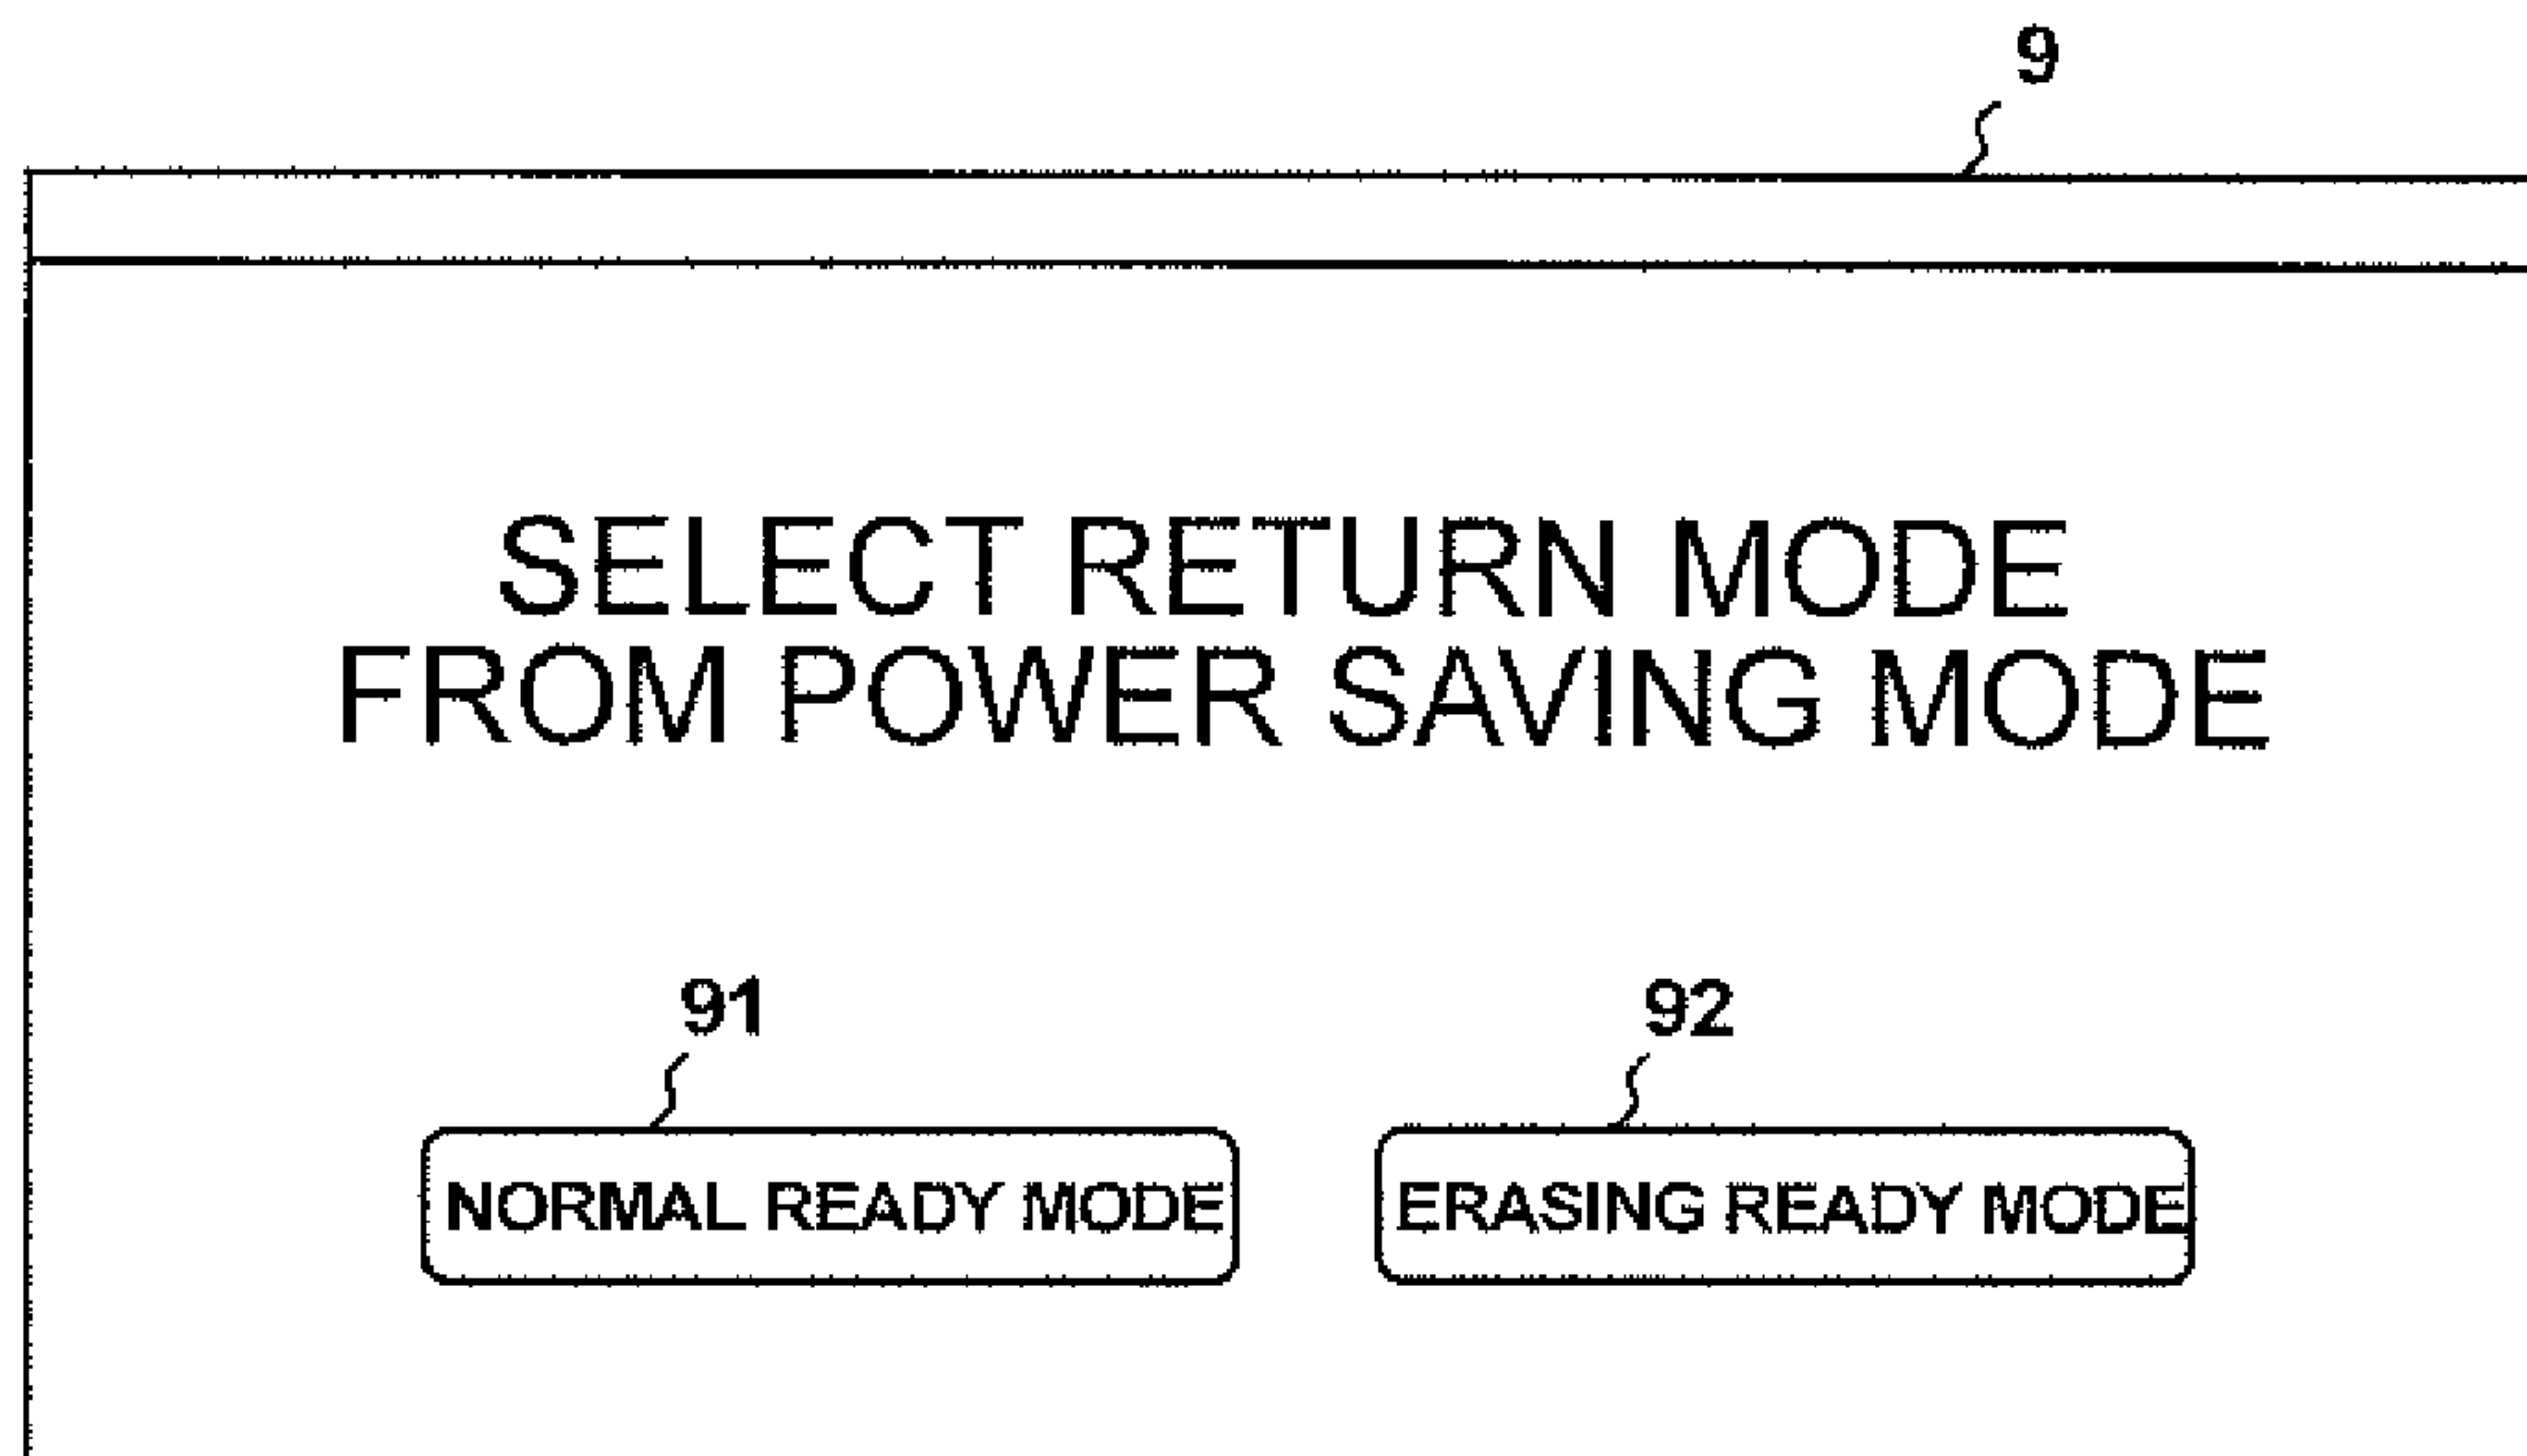 9
SELECT RETURN MODE
FROM POWER SAVING MODE
91 92
NORMAL READY MODE ERASING READY MODE